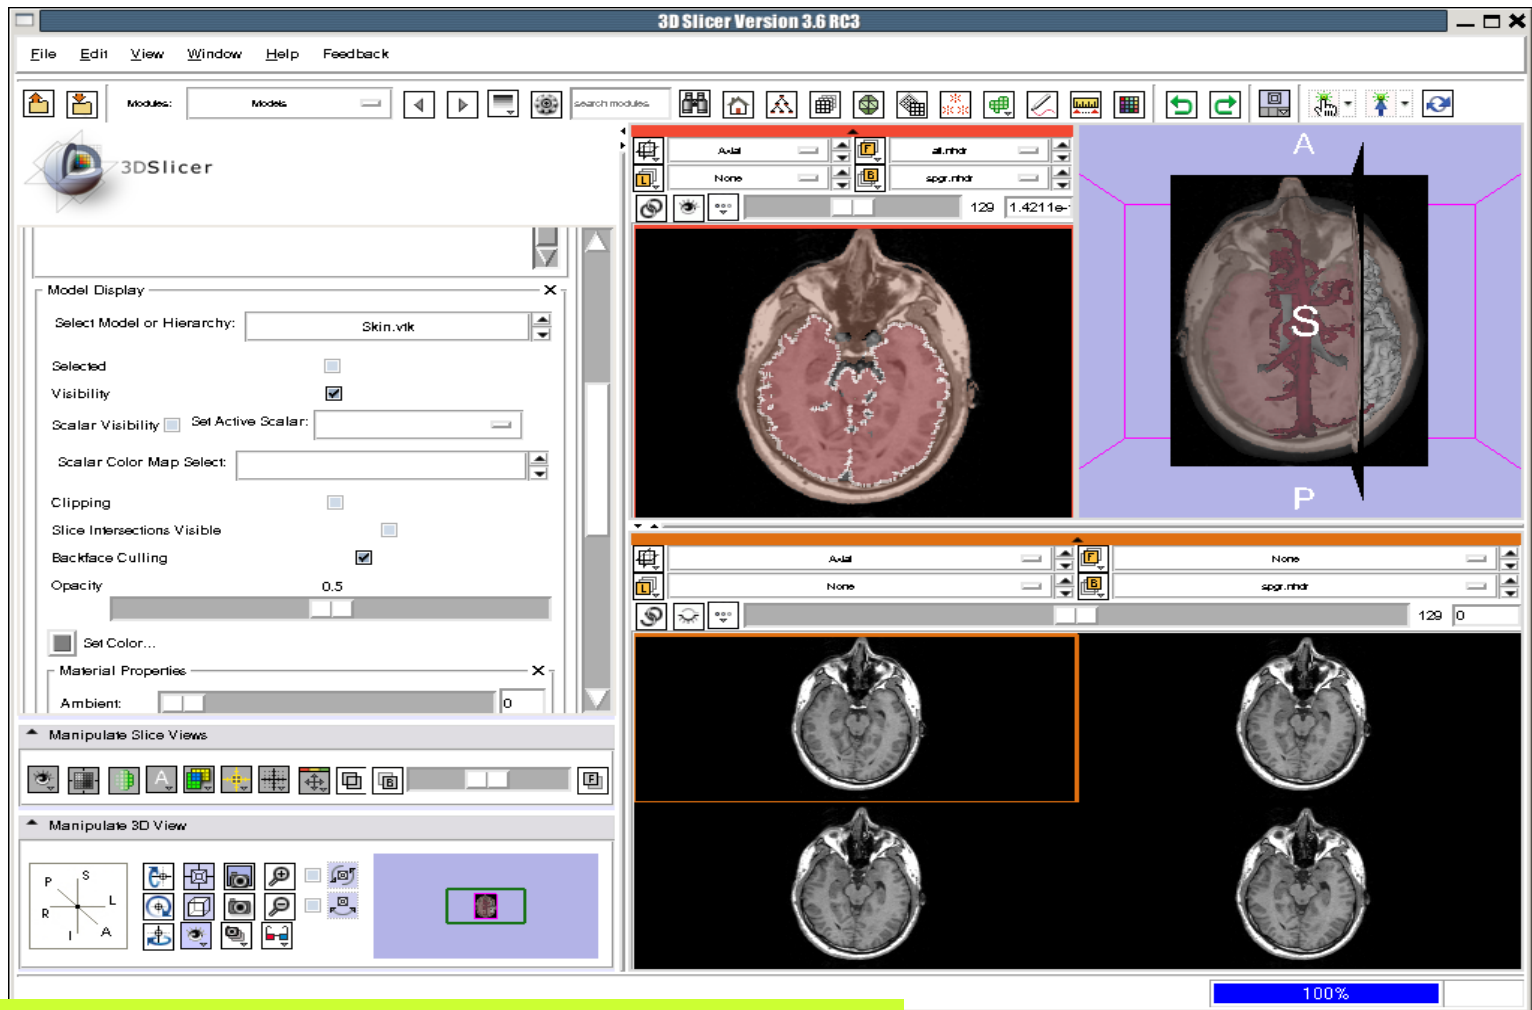 3D Slicer Version 3.6 RC3
File Edit View Window Help Feedback
Modules: Models search modules
3DSlicer
Model Display
Select Model or Hierarchy: Skin.vtk
Selected
Visibility
Scalar Visibility Set Active Scalar:
Scalar Color Map Select:
Clipping
Slice Intersections Visible
Backface Culling
Opacity 0.5
Set Color...
Material Properties
Ambient: 0
Manipulate Slice Views
A B F
Manipulate 3D View
P S
R L
I A
Axial F all.nhdr
L None B spgr.nhdr
129 1.4211e-
A
S
P
Axial F None
L None B spgr.nhdr
129 0
100%